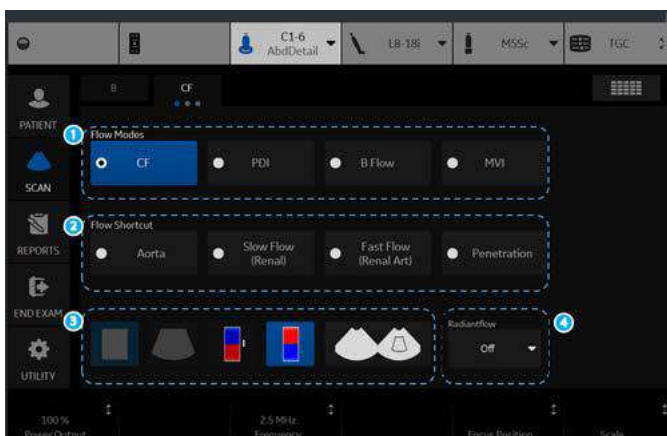 C1-6
AbdDetail
L8-18i
M5Sc
TGC
B
CF
PATIENT
1
Flow Modes
CF
PDI
B Flow
MVI
SCAN
2
Flow Shortcut
Aorta
Slow Flow
(Renal)
Fast Flow
(Renal Art)
Penetration
REPORTS
END EXAM
3
Radiantflow
4
Off
UTILITY
100 %
Power Output
2.5 MHz
Frequency
Focus Position
Scale